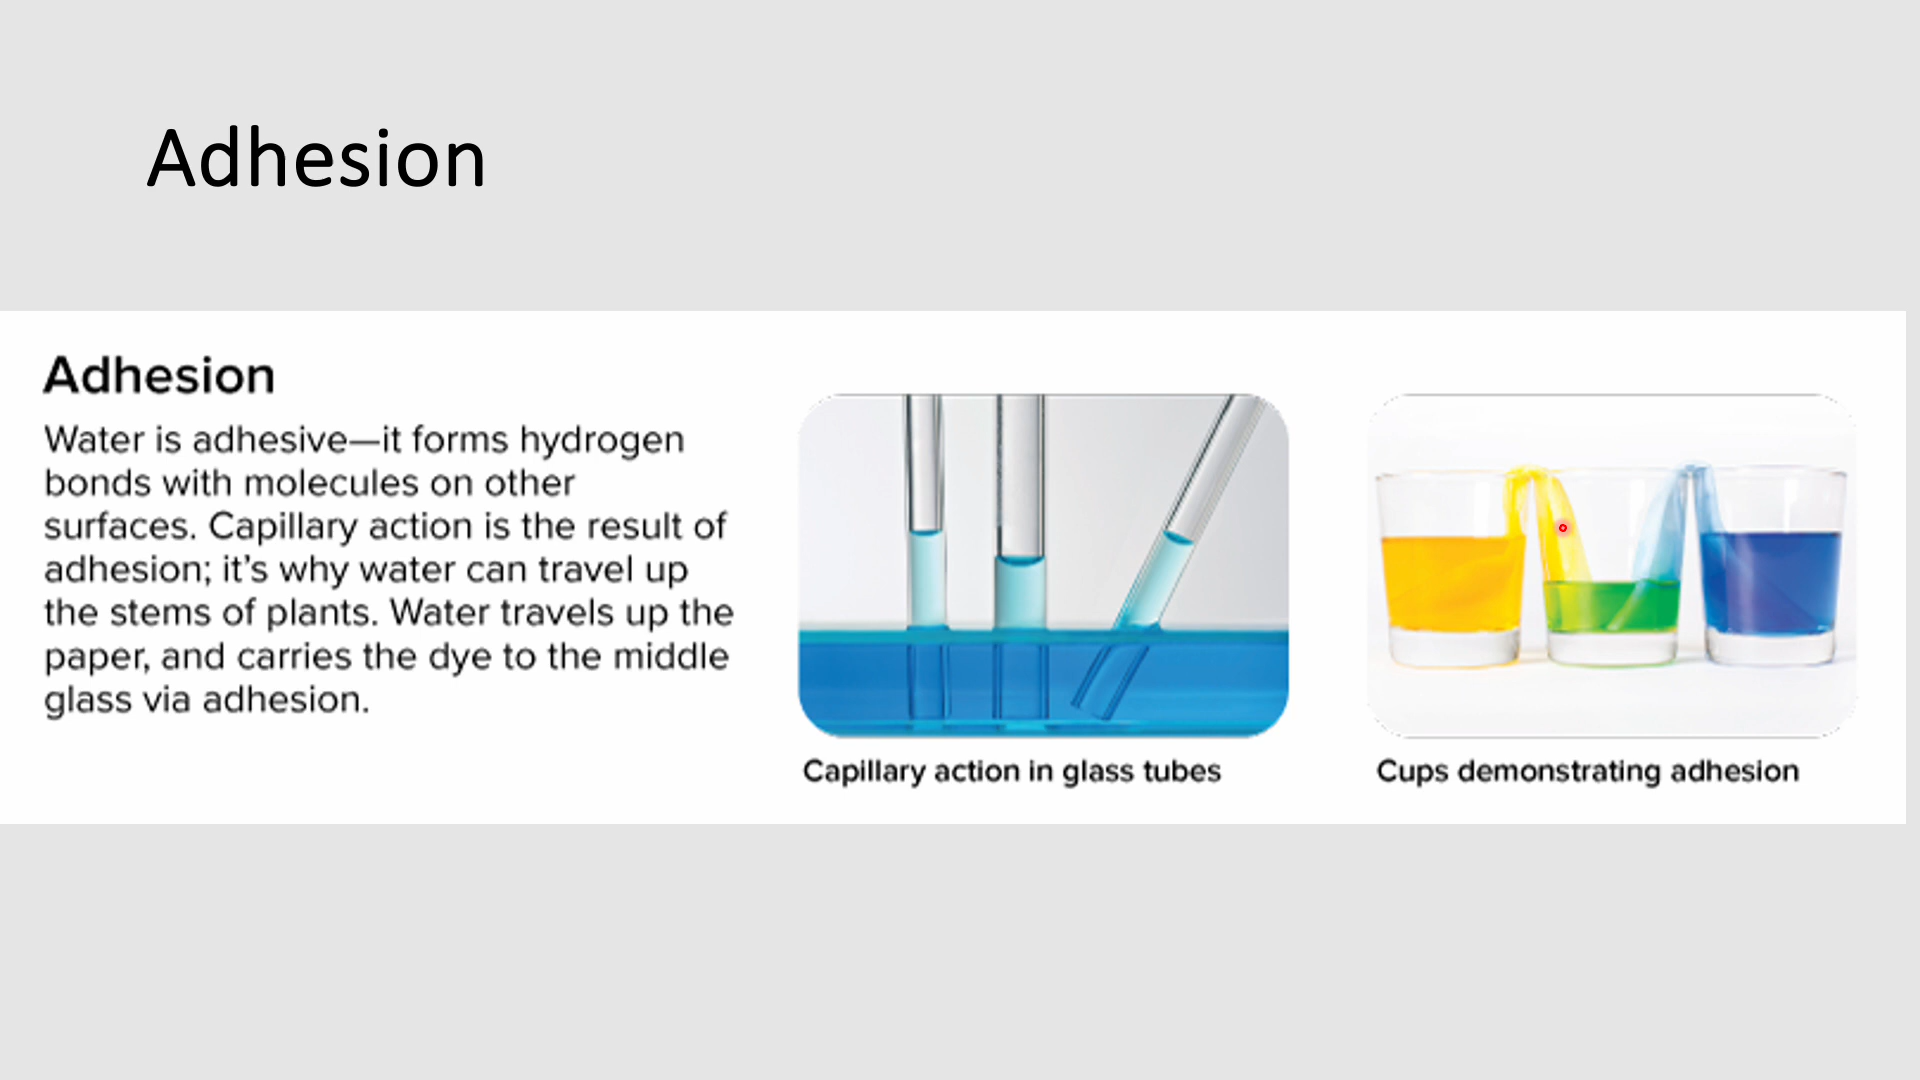 Adhesion
Adhesion
Water is adhesive—it forms hydrogen
bonds with molecules on other
surfaces. Capillary action is the result of
adhesion; it’s why water can travel up
the stems of plants. Water travels up the
paper, and carries the dye to the middle
glass via adhesion.
Capillary action in glass tubes
Cups demonstrating adhesion